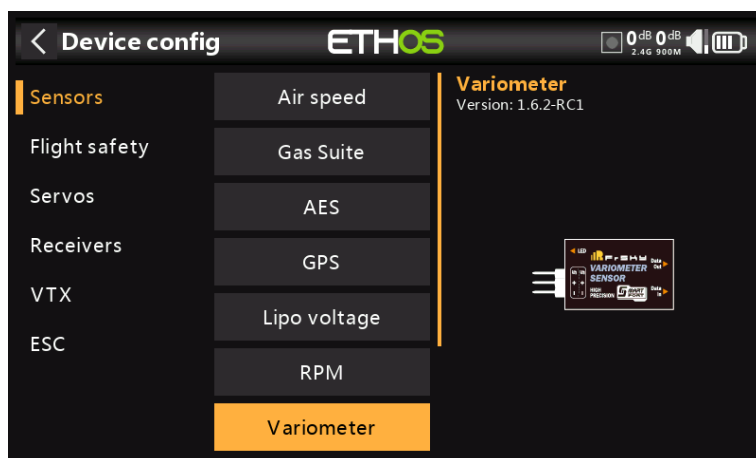 Device config
ETHOS
0dB 0dB
2.4G 900M
Sensors
Flight safety
Servos
Receivers
VTX
ESC
Air speed
Gas Suite
AES
GPS
Lipo voltage
RPM
Variometer
Variometer
Version: 1.6.2-RC1
LED
FrSKY
VARIOMETER
SENSOR
HIGH
PRECISION
SMART
PORT
Data
Out
Data
In